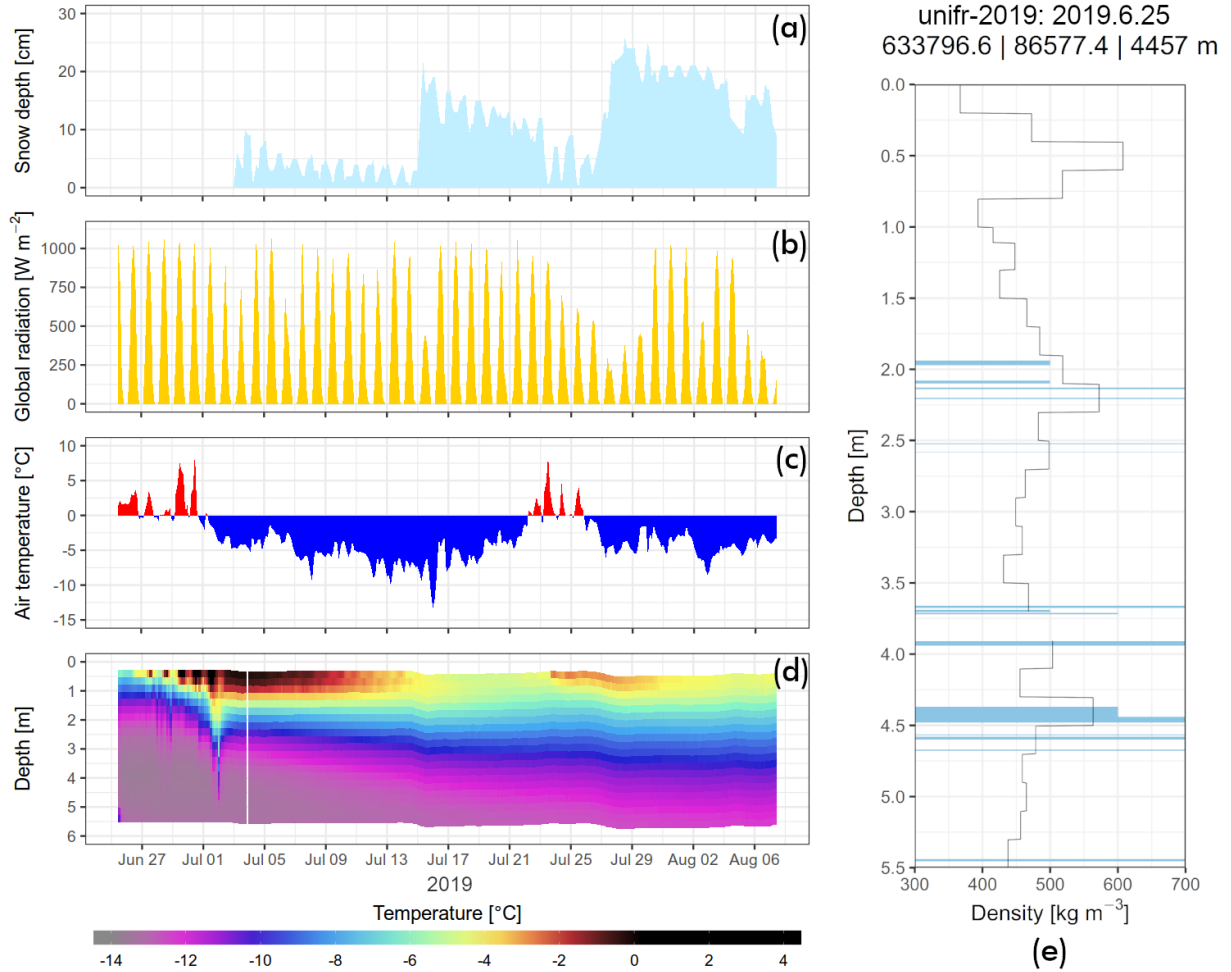 Snow depth [cm]
30
20
10
0
(a)
Global radiation [W m⁻²]
1000
750
500
250
0
(b)
Air temperature [°C]
10
5
0
-5
-10
-15
(c)
Depth [m]
0
1
2
3
4
5
6
(d)
Jun 27 Jul 01 Jul 05 Jul 09 Jul 13 Jul 17 Jul 21 Jul 25 Jul 29 Aug 02 Aug 06
2019
Temperature [°C]
-14 -12 -10 -8 -6 -4 -2 0 2 4
unifr-2019: 2019.6.25
633796.6 | 86577.4 | 4457 m
Depth [m]
0.0
0.5
1.0
1.5
2.0
2.5
3.0
3.5
4.0
4.5
5.0
5.5
300 400 500 600 700
Density [kg m⁻³]
(e)